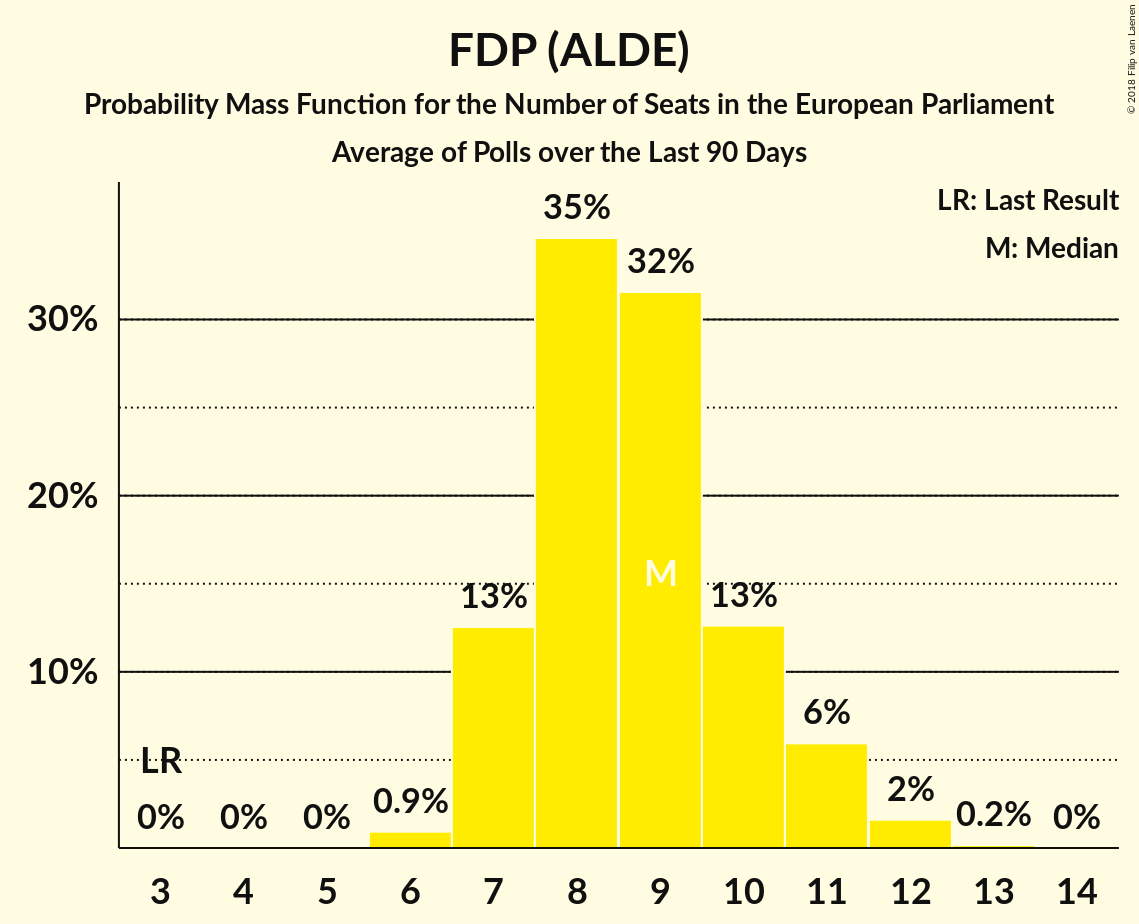 FDP (ALDE)
Probability Mass Function for the Number of Seats in the European Parliament
Average of Polls over the Last 90 Days
© 2018 Filip van Laenen
LR: Last Result
M: Median
35%
32%
30%
20%
M
13%
13%
10%
6%
LR
2%
0.9%
0.2%
0% 0% 0% 0%
3 4 5 6 7 8 9 10 11 12 13 14